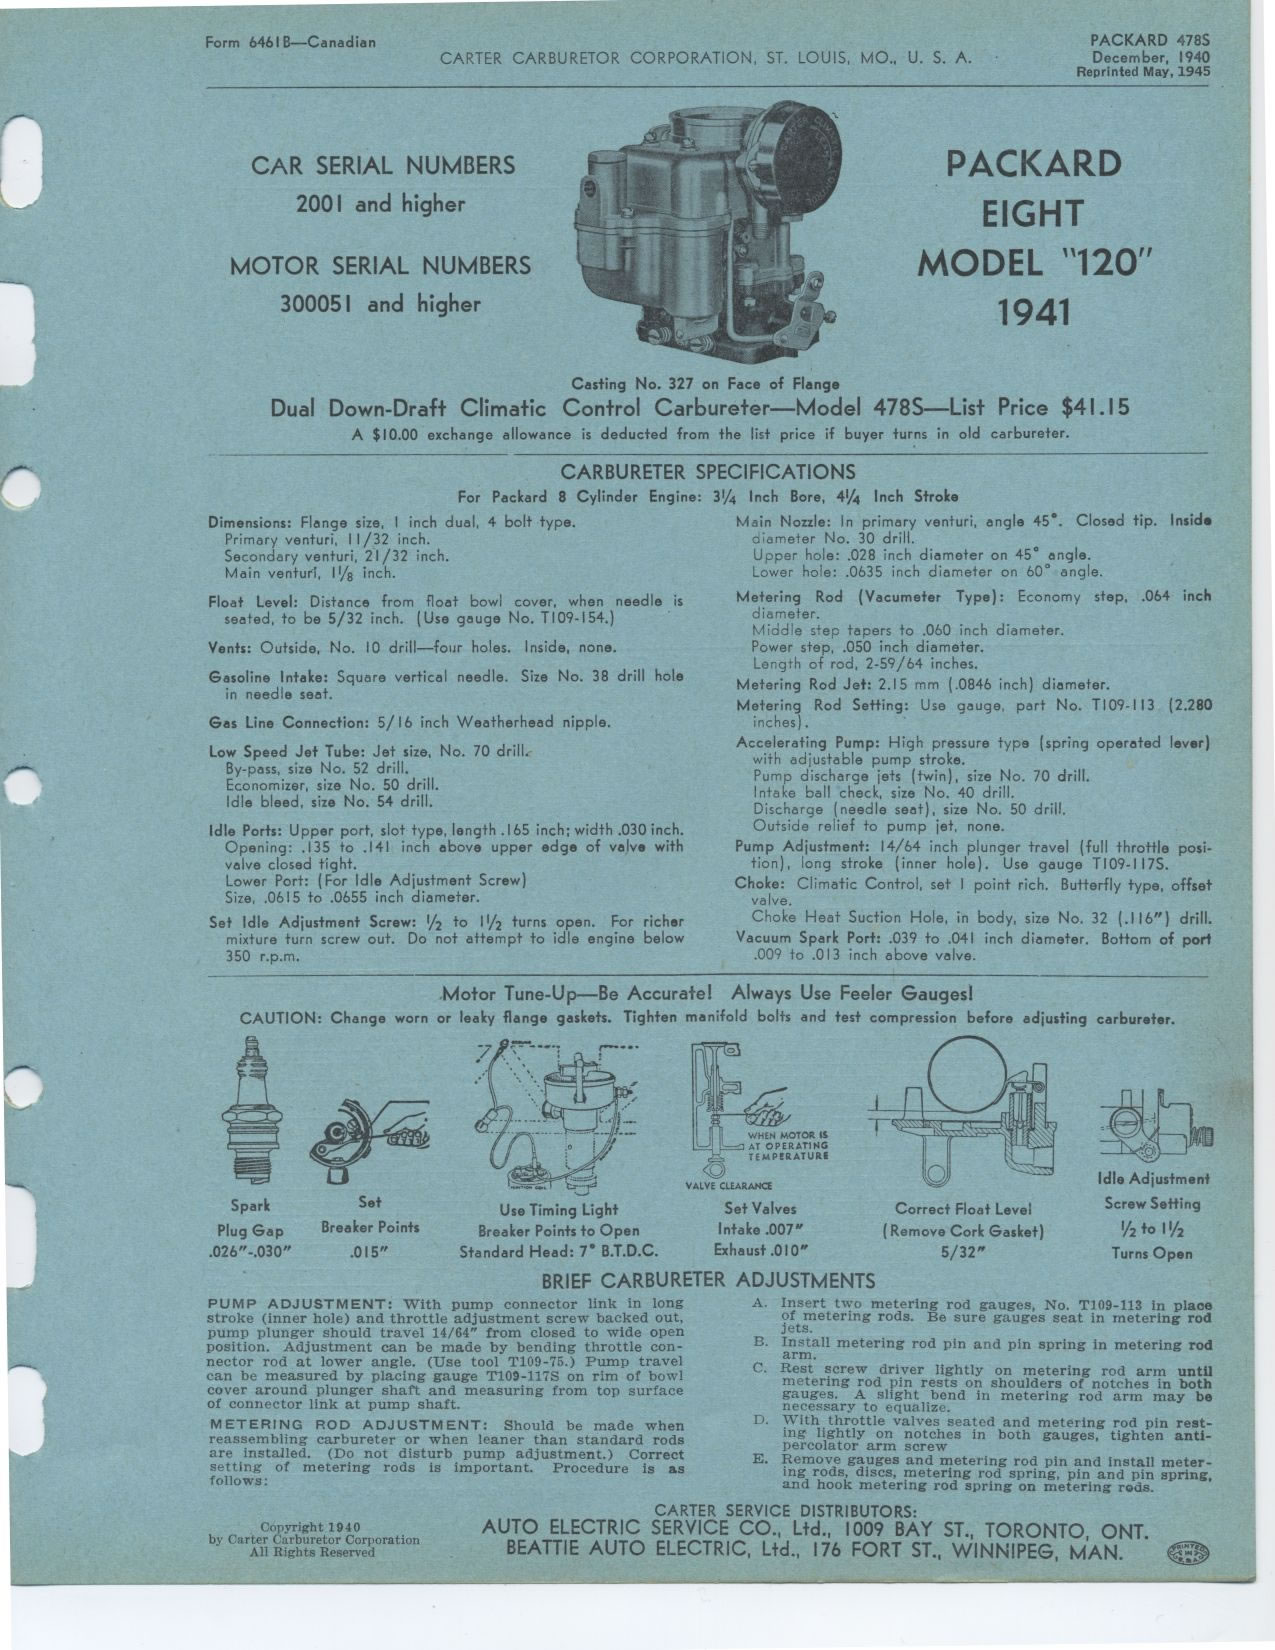 Form 6461B—Canadian
CARTER CARBURETOR CORPORATION, ST. LOUIS, MO., U. S. A.
PACKARD 478S
December, 1940
Reprinted May, 1945
CAR SERIAL NUMBERS
2001 and higher
MOTOR SERIAL NUMBERS
300051 and higher
PACKARD
EIGHT
MODEL "120"
1941
Casting No. 327 on Face of Flange
Dual Down-Draft Climatic Control Carbureter—Model 478S—List Price $41.15
A $10.00 exchange allowance is deducted from the list price if buyer turns in old carbureter.
CARBURETER SPECIFICATIONS
For Packard 8 Cylinder Engine: 3¼ Inch Bore, 4¼ Inch Stroke
Dimensions: Flange size, 1 inch dual, 4 bolt type.
Primary venturi, 11/32 inch.
Secondary venturi, 21/32 inch.
Main venturi, 1⅛ inch.
Float Level: Distance from float bowl cover, when needle is
seated, to be 5/32 inch. (Use gauge No. T109-154.)
Vents: Outside, No. 10 drill—four holes. Inside, none.
Gasoline Intake: Square vertical needle. Size No. 38 drill hole
in needle seat.
Gas Line Connection: 5/16 inch Weatherhead nipple.
Low Speed Jet Tube: Jet size, No. 70 drill.
By-pass, size No. 52 drill.
Economizer, size No. 50 drill.
Idle bleed, size No. 54 drill.
Idle Ports: Upper port, slot type, length .165 inch; width .030 inch.
Opening: .135 to .141 inch above upper edge of valve with
valve closed tight.
Lower Port: (For Idle Adjustment Screw)
Size, .0615 to .0655 inch diameter.
Set Idle Adjustment Screw: ½ to 1½ turns open. For richer
mixture turn screw out. Do not attempt to idle engine below
350 r.p.m.
Main Nozzle: In primary venturi, angle 45°. Closed tip. Inside
diameter No. 30 drill.
Upper hole: .028 inch diameter on 45° angle.
Lower hole: .0635 inch diameter on 60° angle.
Metering Rod (Vacumeter Type): Economy step, .064 inch
diameter.
Middle step tapers to .060 inch diameter.
Power step, .050 inch diameter.
Length of rod, 2-59/64 inches.
Metering Rod Jet: 2.15 mm (.0846 inch) diameter.
Metering Rod Setting: Use gauge, part No. T109-113 (2.280
inches).
Accelerating Pump: High pressure type (spring operated lever)
with adjustable pump stroke.
Pump discharge jets (twin), size No. 70 drill.
Intake ball check, size No. 40 drill.
Discharge (needle seat), size No. 50 drill.
Outside relief to pump jet, none.
Pump Adjustment: 14/64 inch plunger travel (full throttle posi-
tion), long stroke (inner hole). Use gauge T109-117S.
Choke: Climatic Control, set 1 point rich. Butterfly type, offset
valve.
Choke Heat Suction Hole, in body, size No. 32 (.116") drill.
Vacuum Spark Port: .039 to .041 inch diameter. Bottom of port
.009 to .013 inch above valve.
Motor Tune-Up—Be Accurate! Always Use Feeler Gauges!
CAUTION: Change worn or leaky flange gaskets. Tighten manifold bolts and test compression before adjusting carbureter.
WHEN MOTOR IS
AT OPERATING
TEMPERATURE
VALVE CLEARANCE
Spark
Plug Gap
.026"-.030"
Set
Breaker Points
.015"
Use Timing Light
Breaker Points to Open
Standard Head: 7° B.T.D.C.
Set Valves
Intake .007"
Exhaust .010"
Correct Float Level
(Remove Cork Gasket)
5/32"
Idle Adjustment
Screw Setting
½ to 1½
Turns Open
BRIEF CARBURETER ADJUSTMENTS
PUMP ADJUSTMENT: With pump connector link in long
stroke (inner hole) and throttle adjustment screw backed out,
pump plunger should travel 14/64" from closed to wide open
position. Adjustment can be made by bending throttle con-
nector rod at lower angle. (Use tool T109-75.) Pump travel
can be measured by placing gauge T109-117S on rim of bowl
cover around plunger shaft and measuring from top surface
of connector link at pump shaft.
METERING ROD ADJUSTMENT: Should be made when
reassembling carbureter or when leaner than standard rods
are installed. (Do not disturb pump adjustment.) Correct
setting of metering rods is important. Procedure is as
follows:
A. Insert two metering rod gauges, No. T109-113 in place
of metering rods. Be sure gauges seat in metering rod
jets.
B. Install metering rod pin and pin spring in metering rod
arm.
C. Rest screw driver lightly on metering rod arm until
metering rod pin rests on shoulders of notches in both
gauges. A slight bend in metering rod arm may be
necessary to equalize.
D. With throttle valves seated and metering rod pin rest-
ing lightly on notches in both gauges, tighten anti-
percolator arm screw
E. Remove gauges and metering rod pin and install meter-
ing rods, discs, metering rod spring, pin and pin spring,
and hook metering rod spring on metering rods.
Copyright 1940
by Carter Carburetor Corporation
All Rights Reserved
CARTER SERVICE DISTRIBUTORS:
AUTO ELECTRIC SERVICE CO., Ltd., 1009 BAY ST., TORONTO, ONT.
BEATTIE AUTO ELECTRIC, Ltd., 176 FORT ST., WINNIPEG, MAN.
PRINTED
IN
U.S.A.